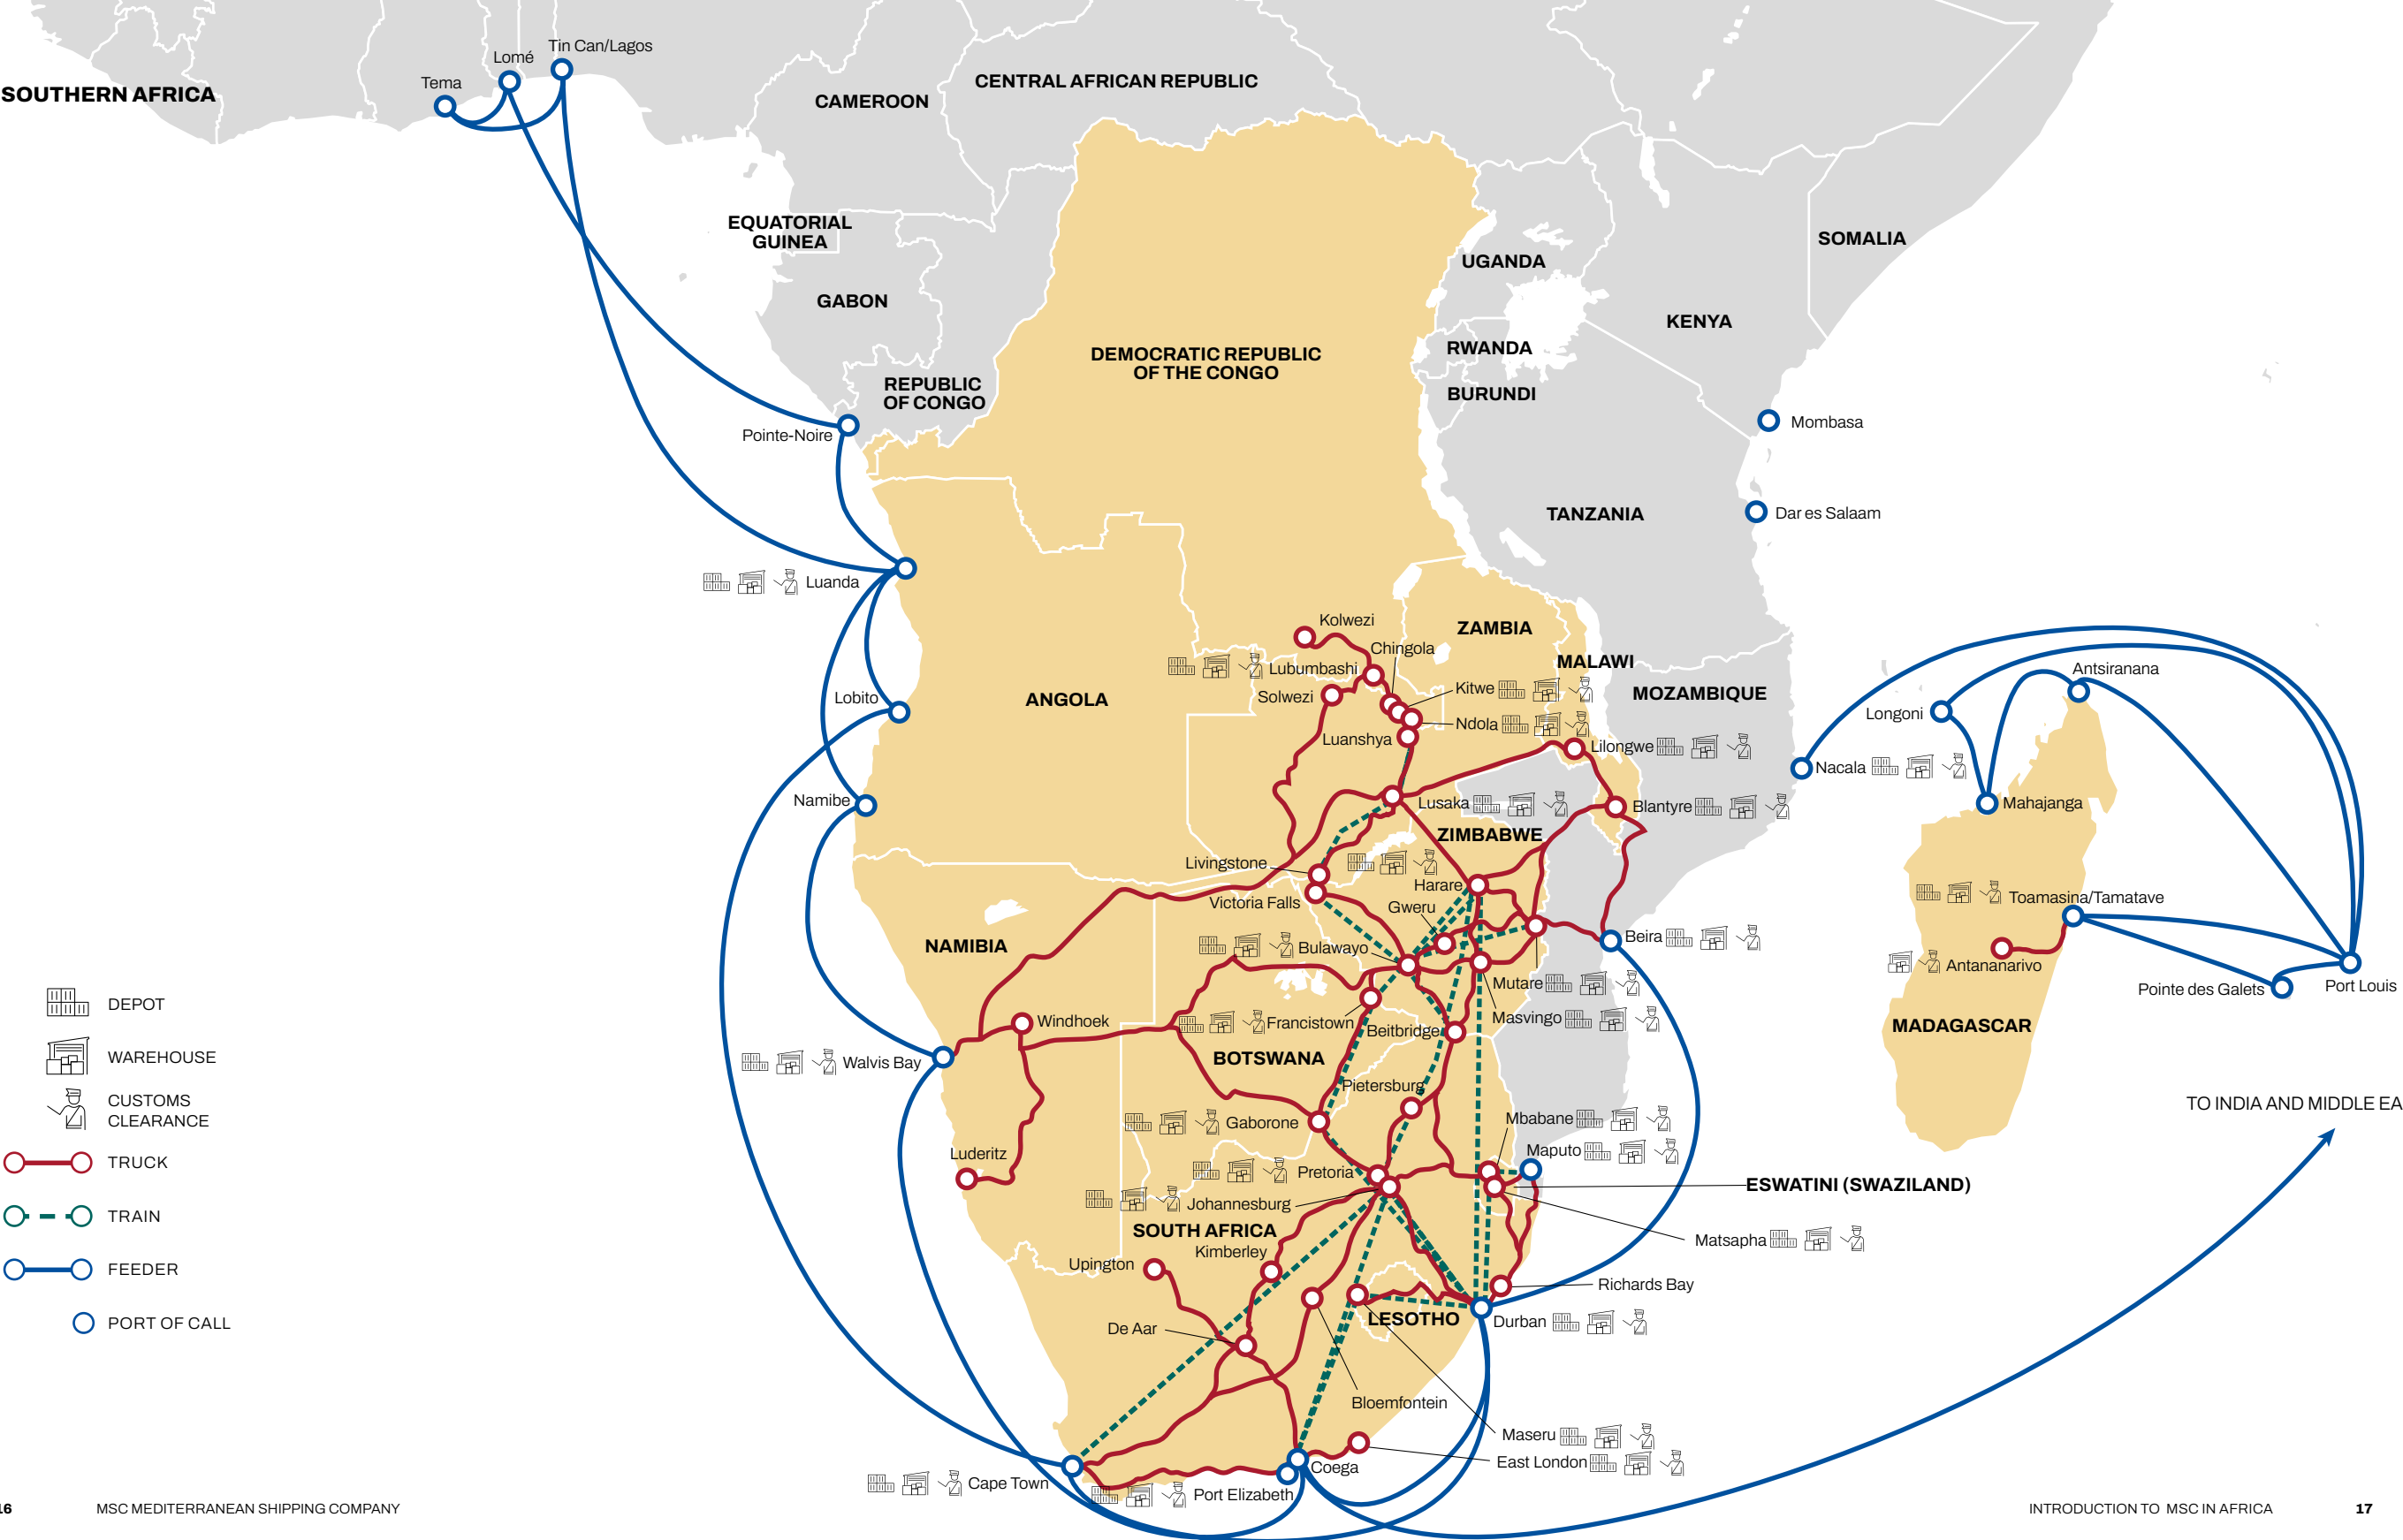 SOUTHERN AFRICA
Tema
Lomé
Tin Can/Lagos
CAMEROON
CENTRAL AFRICAN REPUBLIC
EQUATORIAL
GUINEA
GABON
REPUBLIC
OF CONGO
DEMOCRATIC REPUBLIC
OF THE CONGO
UGANDA
RWANDA
BURUNDI
KENYA
SOMALIA
TANZANIA
Mombasa
Dar es Salaam
Pointe-Noire
Luanda
Lobito
Namibe
ANGOLA
Kolwezi
Chingola
Lubumbashi
Solwezi
Kitwe
Ndola
Luanshya
ZAMBIA
MALAWI
MOZAMBIQUE
Lilongwe
Lusaka
Blantyre
Nacala
Longoni
Antsiranana
Mahajanga
ZIMBABWE
Livingstone
Victoria Falls
Harare
Gweru
Bulawayo
Beira
Mutare
Masvingo
Toamasina/Tamatave
Antananarivo
Pointe des Galets
Port Louis
MADAGASCAR
NAMIBIA
Windhoek
Walvis Bay
Luderitz
Francistown
Beitbridge
BOTSWANA
Pietersburg
Gaborone
Mbabane
Maputo
Pretoria
Johannesburg
ESWATINI (SWAZILAND)
Matsapha
SOUTH AFRICA
Kimberley
Upington
De Aar
LESOTHO
Richards Bay
Durban
Bloemfontein
Maseru
East London
Coega
Port Elizabeth
Cape Town
TO INDIA AND MIDDLE EA
DEPOT
WAREHOUSE
CUSTOMS
CLEARANCE
TRUCK
TRAIN
FEEDER
PORT OF CALL
16
MSC MEDITERRANEAN SHIPPING COMPANY
INTRODUCTION TO MSC IN AFRICA
17